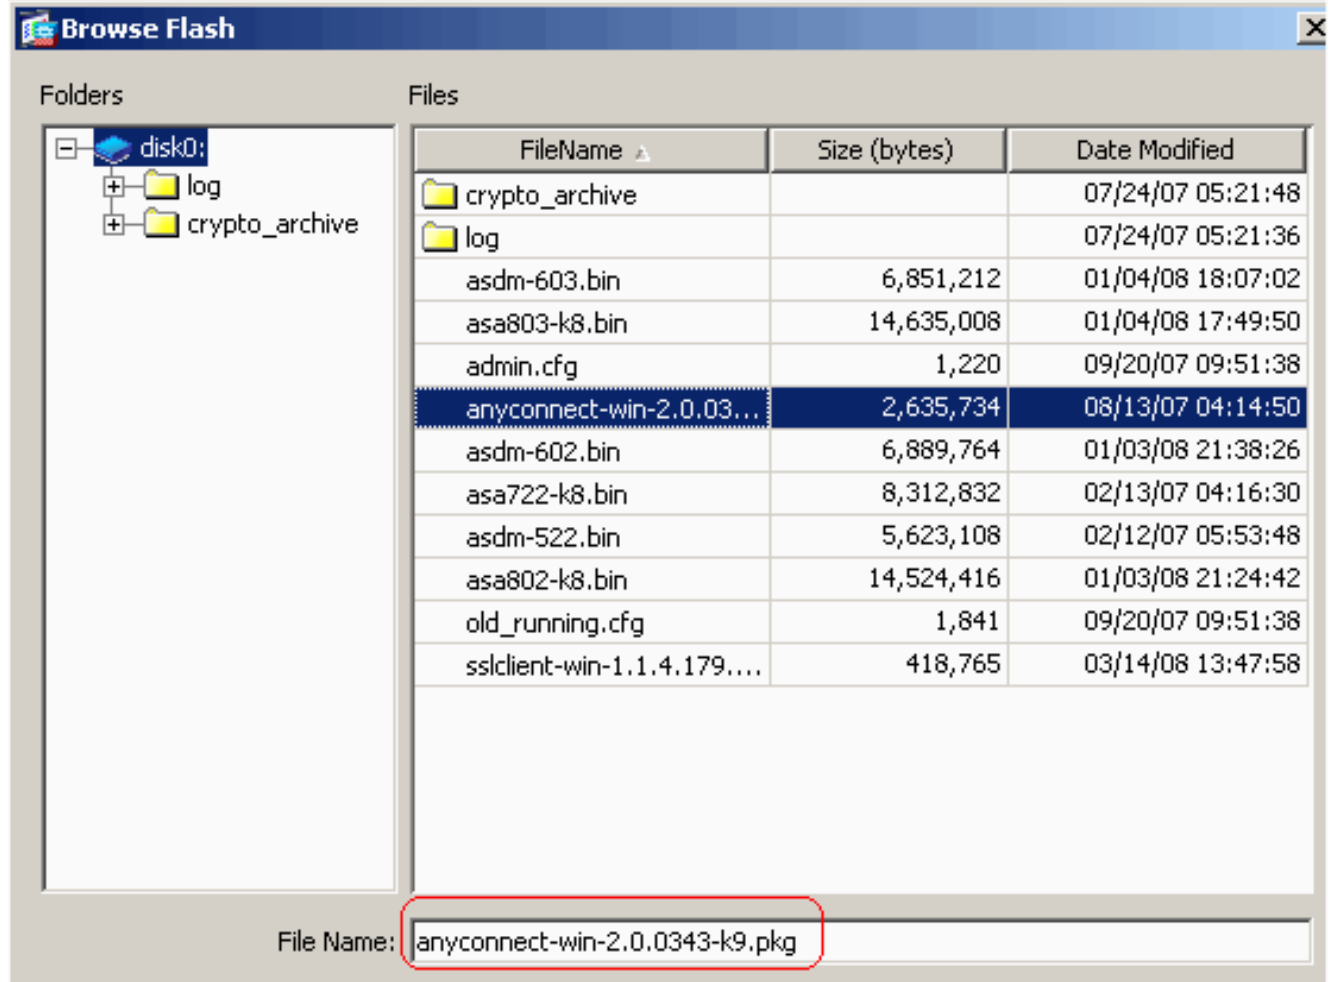 Browse Flash
Folders Files
disk0:
log
crypto_archive
FileName Size (bytes) Date Modified
crypto_archive 07/24/07 05:21:48
log 07/24/07 05:21:36
asdm-603.bin 6,851,212 01/04/08 18:07:02
asa803-k8.bin 14,635,008 01/04/08 17:49:50
admin.cfg 1,220 09/20/07 09:51:38
anyconnect-win-2.0.03... 2,635,734 08/13/07 04:14:50
asdm-602.bin 6,889,764 01/03/08 21:38:26
asa722-k8.bin 8,312,832 02/13/07 04:16:30
asdm-522.bin 5,623,108 02/12/07 05:53:48
asa802-k8.bin 14,524,416 01/03/08 21:24:42
old_running.cfg 1,841 09/20/07 09:51:38
sslclient-win-1.1.4.179.... 418,765 03/14/08 13:47:58
File Name: anyconnect-win-2.0.0343-k9.pkg